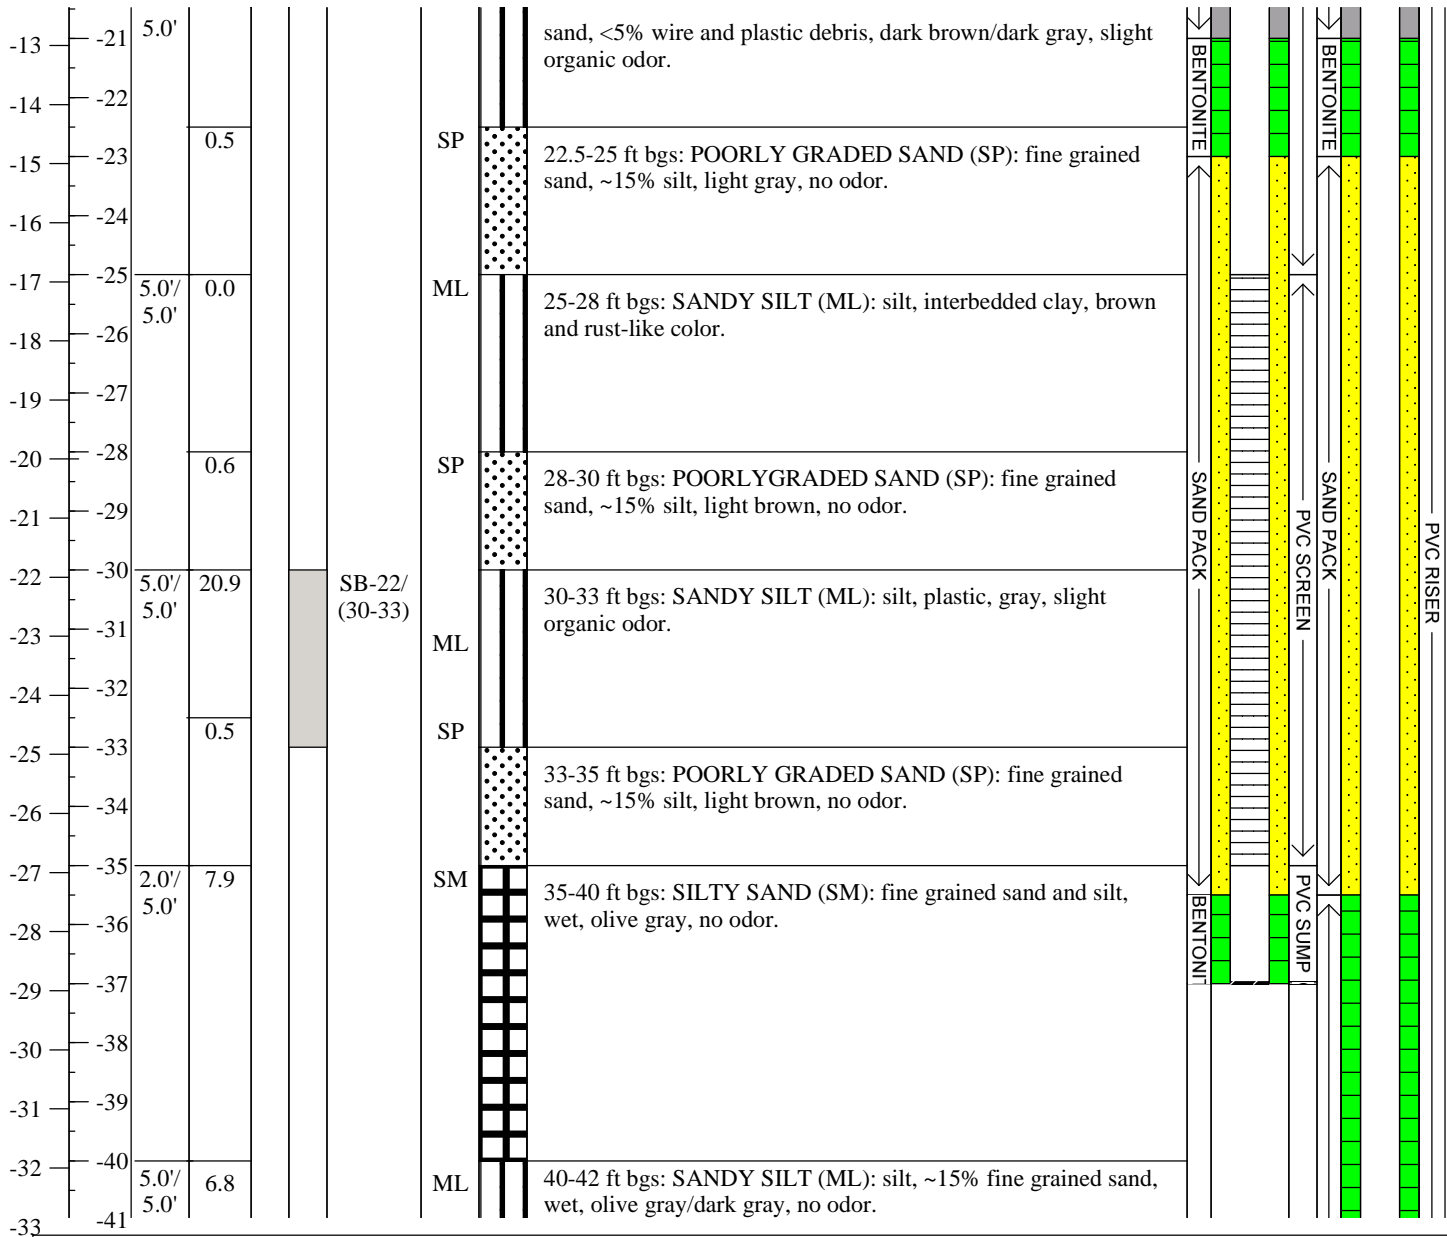 sand, <5% wire and plastic debris, dark brown/dark gray, slight
organic odor.
5.0'
-13
-21
-14
-22
-15
-23
-16
-24
-17
-25
-18
-26
-19
-27
-20
-28
-21
-29
-22
-30
-23
-31
-24
-32
-25
-33
-26
-34
-27
-35
-28
-36
-29
-37
-30
-38
-31
-39
-32
-40
-33
-41
0.5
SP
22.5-25 ft bgs: POORLY GRADED SAND (SP): fine grained
sand, ~15% silt, light gray, no odor.
5.0'/
5.0'
0.0
ML
25-28 ft bgs: SANDY SILT (ML): silt, interbedded clay, brown
and rust-like color.
0.6
SP
28-30 ft bgs: POORLYGRADED SAND (SP): fine grained
sand, ~15% silt, light brown, no odor.
5.0'/
5.0'
20.9
SB-22/
(30-33)
ML
30-33 ft bgs: SANDY SILT (ML): silt, plastic, gray, slight
organic odor.
0.5
SP
33-35 ft bgs: POORLY GRADED SAND (SP): fine grained
sand, ~15% silt, light brown, no odor.
2.0'/
5.0'
7.9
SM
35-40 ft bgs: SILTY SAND (SM): fine grained sand and silt,
wet, olive gray, no odor.
5.0'/
5.0'
6.8
ML
40-42 ft bgs: SANDY SILT (ML): silt, ~15% fine grained sand,
wet, olive gray/dark gray, no odor.
BENTONITE
BENTONITE
SAND PACK
PVC SCREEN
SAND PACK
PVC RISER
BENTONI
PVC SUMP